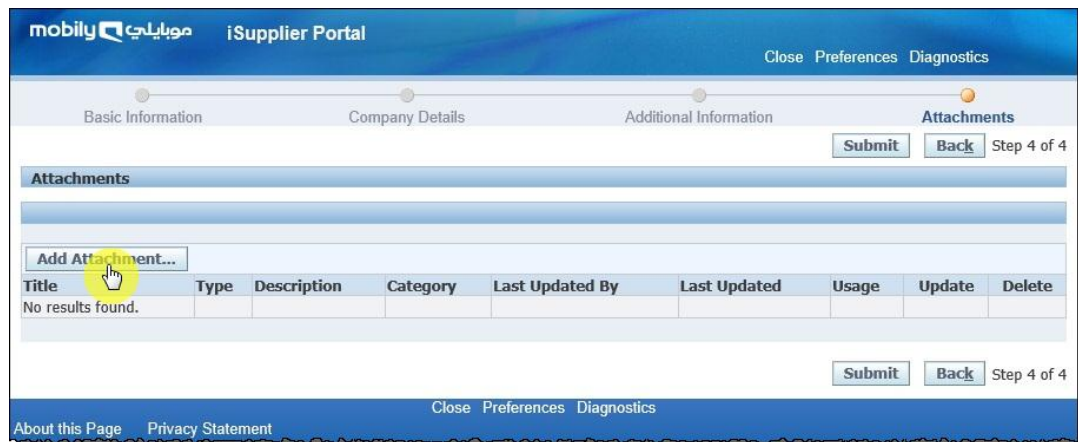 mobily موبايلي iSupplier Portal
Close Preferences Diagnostics
Basic Information Company Details Additional Information Attachments
Submit Back Step 4 of 4
Attachments
Add Attachment...
Title Type Description Category Last Updated By Last Updated Usage Update Delete
No results found.
Submit Back Step 4 of 4
Close Preferences Diagnostics
About this Page Privacy Statement